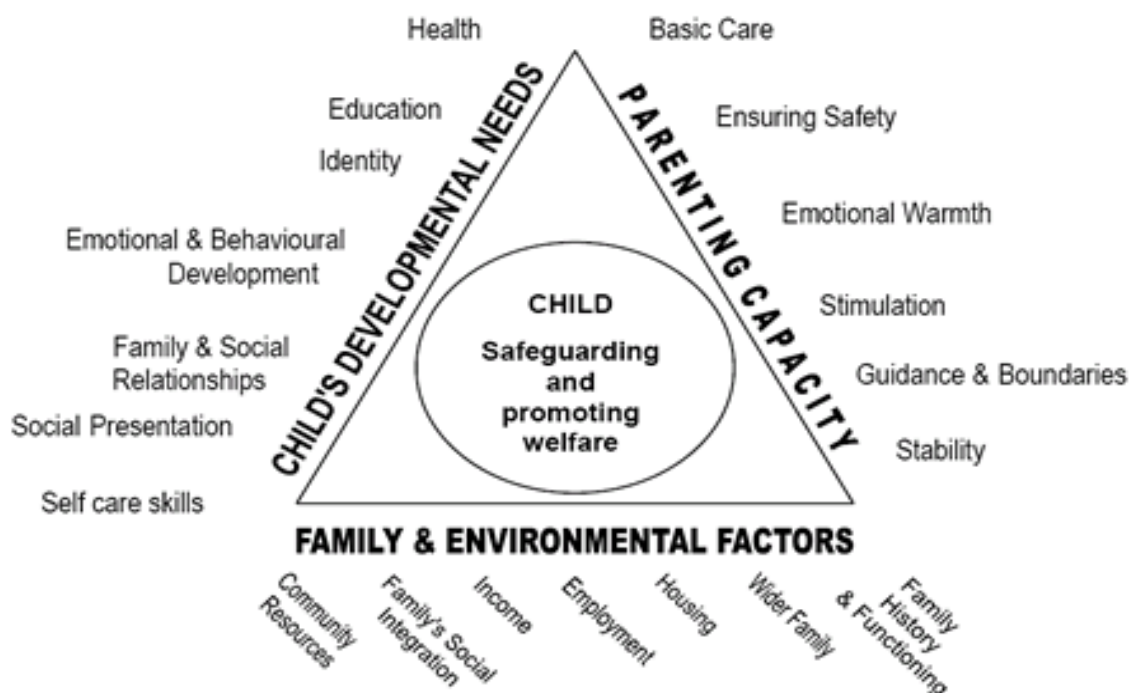 Health
Education
Identity
Emotional & Behavioural
Development
Family & Social
Relationships
Social Presentation
Self care skills
CHILD'S DEVELOPMENTAL NEEDS
Basic Care
Ensuring Safety
Emotional Warmth
Stimulation
Guidance & Boundaries
Stability
PARENTING CAPACITY
CHILD
Safeguarding
and
promoting
welfare
FAMILY & ENVIRONMENTAL FACTORS
Community
Resources
Family's Social
Integration
Income
Employment
Housing
Wider Family
Family
History
& Functioning